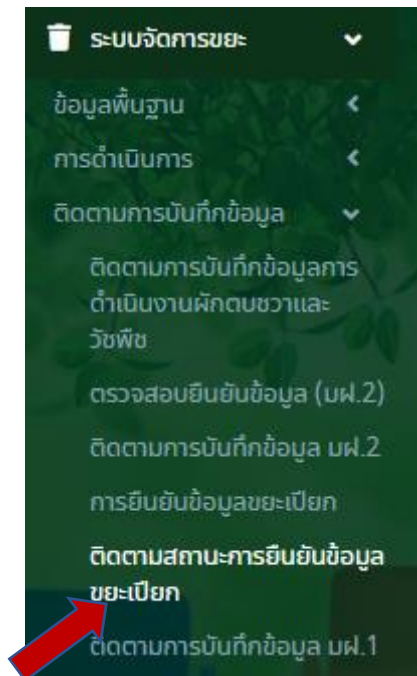 ระบบจัดการขยะ
ข้อมูลพื้นฐาน
การดำเนินการ
ติดตามการบันทึกข้อมูล
ติดตามการบันทึกข้อมูลการ
ดำเนินงานผักตบชวาและ
วัชพืช
ตรวจสอบยืนยันข้อมูล (มฝ.2)
ติดตามการบันทึกข้อมูล มฝ.2
การยืนยันข้อมูลขยะเปียก
ติดตามสถานะการยืนยันข้อมูล
ขยะเปียก
ติดตามการบันทึกข้อมูล มฝ.1